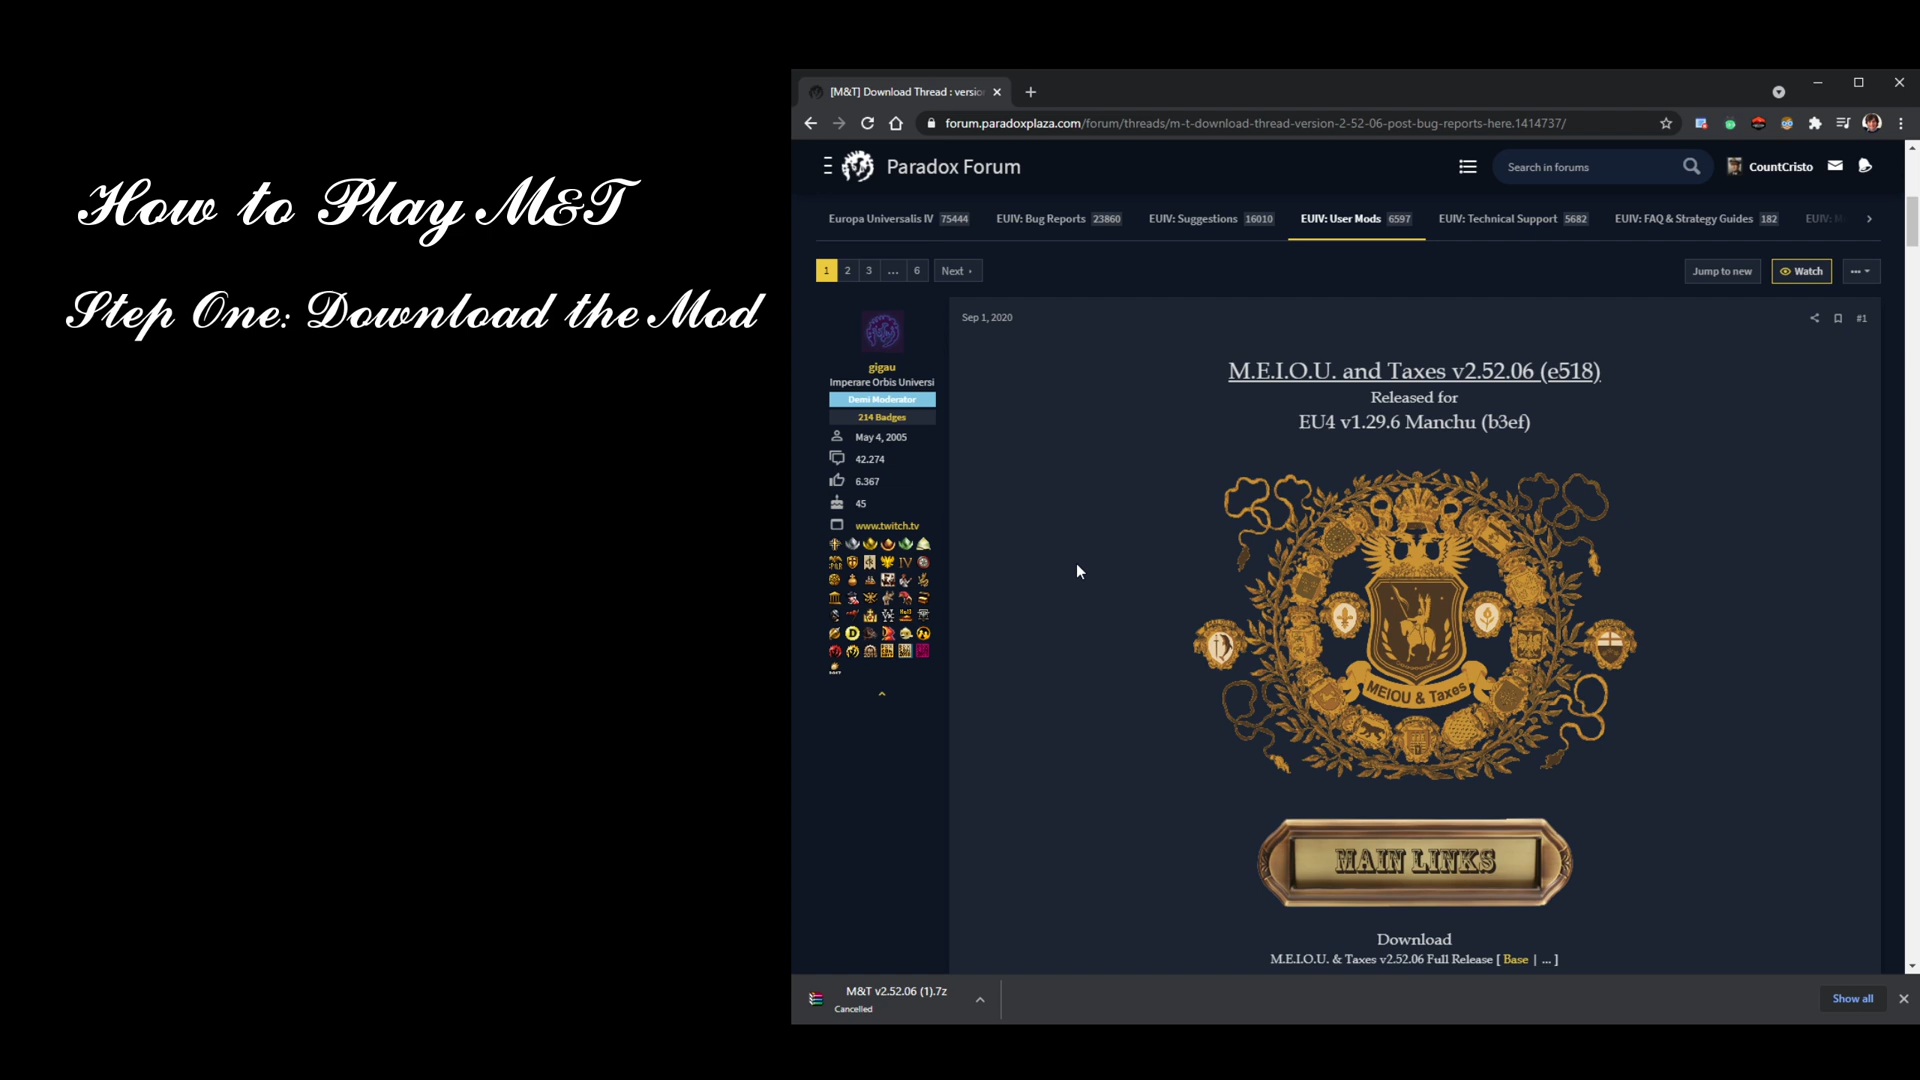 How to Play M&T
Step One: Download the Mod
[M&T] Download Thread : versio
forum.paradoxplaza.com/forum/threads/m-t-download-thread-version-2-52-06-post-bug-reports-here.1414737/
Paradox Forum
Search in forums
CountCristo
Europa Universalis IV 75444 EUIV: Bug Reports 23860 EUIV: Suggestions 16010 EUIV: User Mods 6597 EUIV: Technical Support 5682 EUIV: FAQ & Strategy Guides 182 EUIV: M
1 2 3 ... 6 Next
Jump to new Watch
gigau
Imperare Orbis Universi
Demi Moderator
214 Badges
May 4, 2005
42.274
6.367
45
www.twitch.tv
Sep 1, 2020
#1
M.E.I.O.U. and Taxes v2.52.06 (e518)
Released for
EU4 v1.29.6 Manchu (b3ef)
MEIOU & Taxes
MAIN LINKS
Download
M.E.I.O.U. & Taxes v2.52.06 Full Release [ Base | ... ]
M&T v2.52.06 (1).7z
Cancelled
Show all